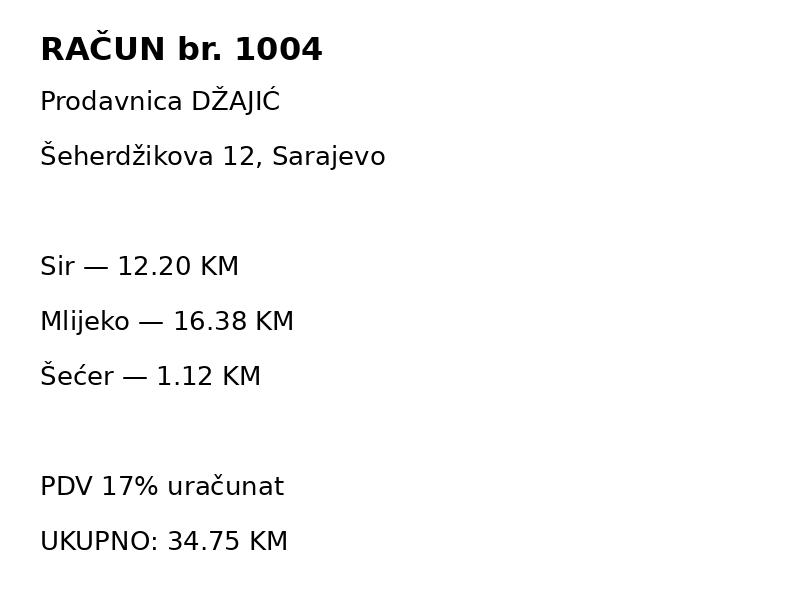 RAČUN br. 1004
Prodavnica DŽAJIĆ
Šeherdžikova 12, Sarajevo
Sir — 12.20 KM
Mlijeko — 16.38 KM
Šećer — 1.12 KM
PDV 17% uračunat
UKUPNO: 34.75 KM